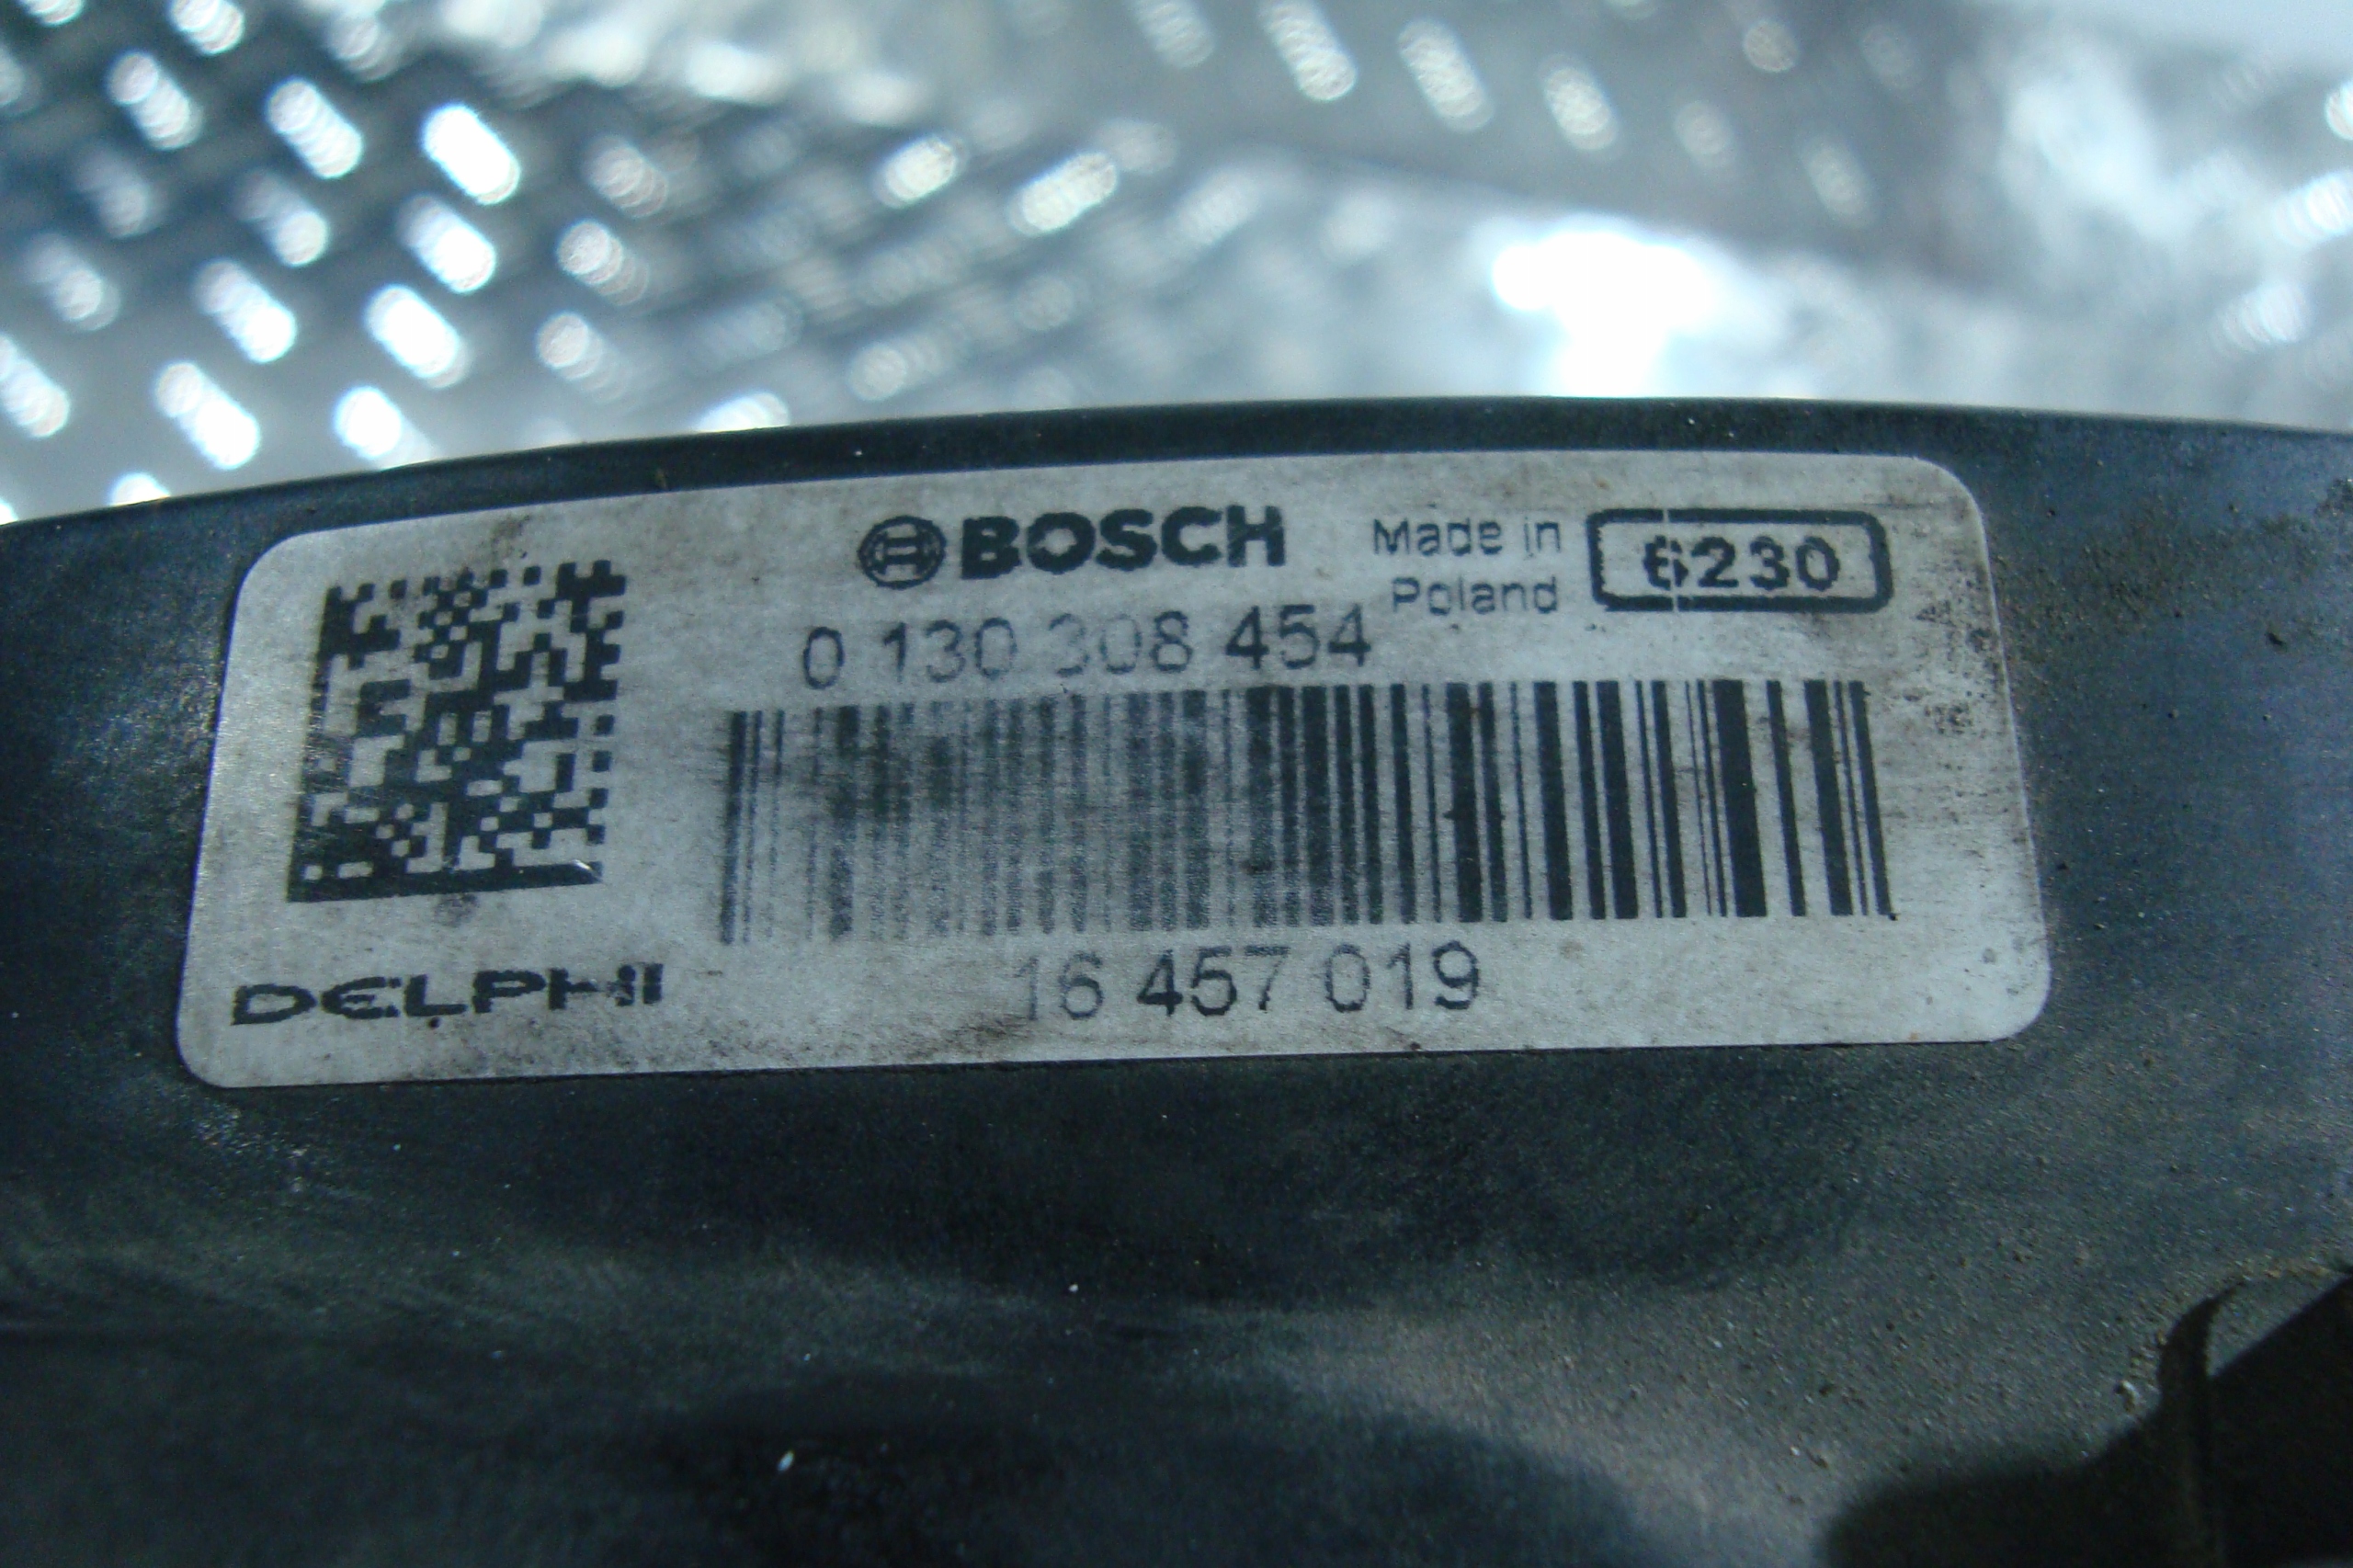 BOSCH
Made in
Poland
6230
0 130 308 454
16 457 019
DELPHI